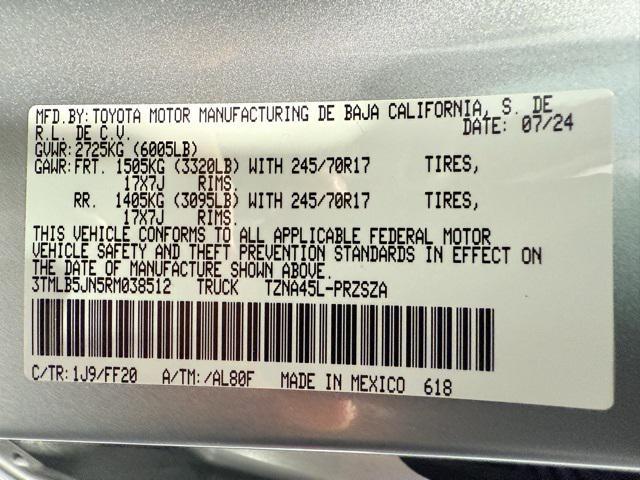 MFD.BY:TOYOTA MOTOR MANUFACTURING DE BAJA CALIFORNIA, S. DE
R.L. DE C.V. DATE: 07/24
GVWR:2725KG (6005LB)
GAWR:FRT. 1505KG (3320LB) WITH 245/70R17 TIRES,
17X7J RIMS.
RR. 1405KG (3095LB) WITH 245/70R17 TIRES,
17X7J RIMS.
THIS VEHICLE CONFORMS TO ALL APPLICABLE FEDERAL MOTOR
VEHICLE SAFETY AND THEFT PREVENTION STANDARDS IN EFFECT ON
THE DATE OF MANUFACTURE SHOWN ABOVE.
3TMLB5JN5RM038512 TRUCK TZNA45L-PRZSZA
C/TR:1J9/FF20 A/TM:/AL80F MADE IN MEXICO 618